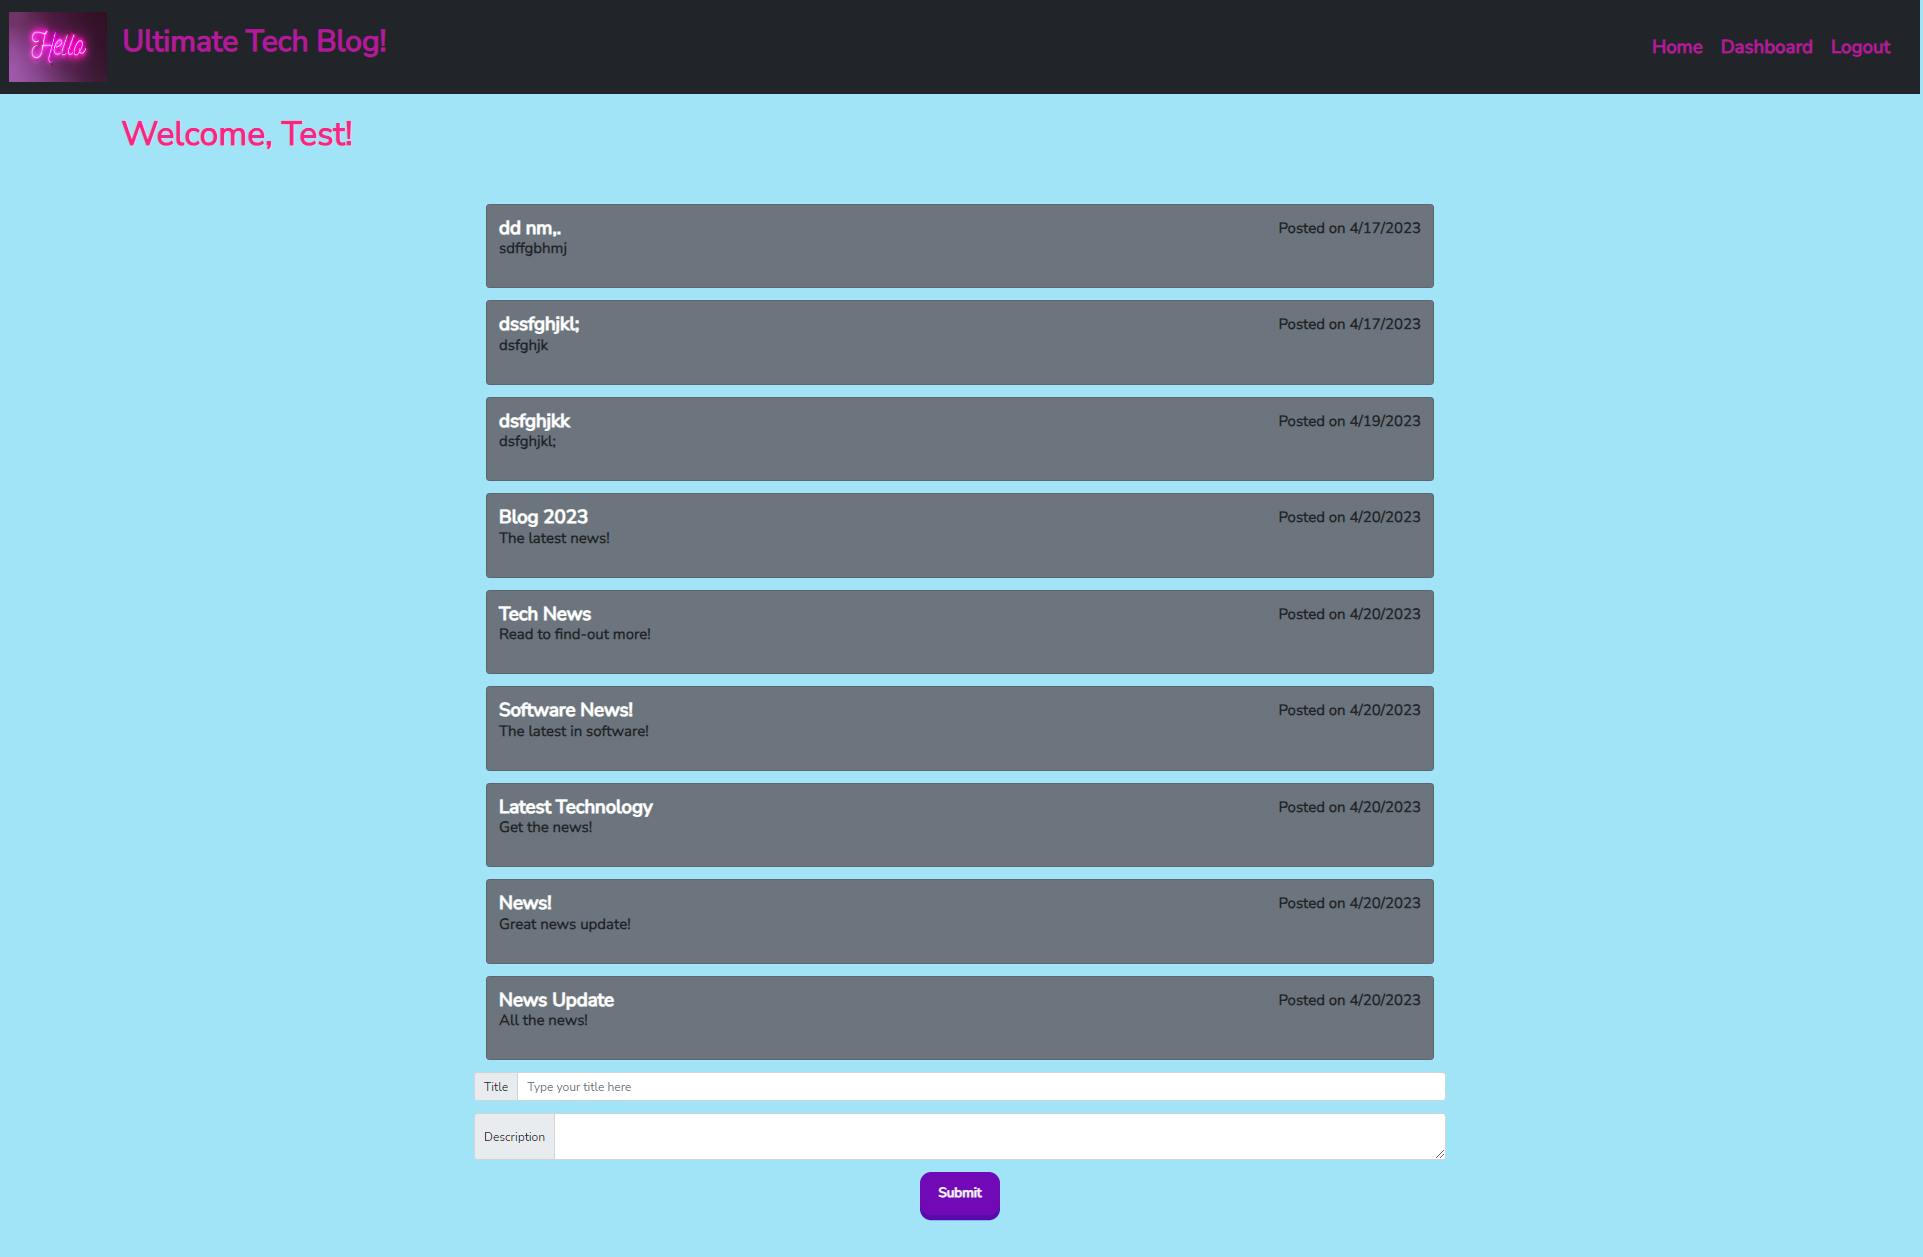 Hello
Ultimate Tech Blog!
Home Dashboard Logout
Welcome, Test!
dd nm,. Posted on 4/17/2023
sdffgbhmj
dssfghjkl; Posted on 4/17/2023
dsfghjk
dsfghjkk Posted on 4/19/2023
dsfghjkl;
Blog 2023 Posted on 4/20/2023
The latest news!
Tech News Posted on 4/20/2023
Read to find-out more!
Software News! Posted on 4/20/2023
The latest in software!
Latest Technology Posted on 4/20/2023
Get the news!
News! Posted on 4/20/2023
Great news update!
News Update Posted on 4/20/2023
All the news!
Title Type your title here
Description
Submit